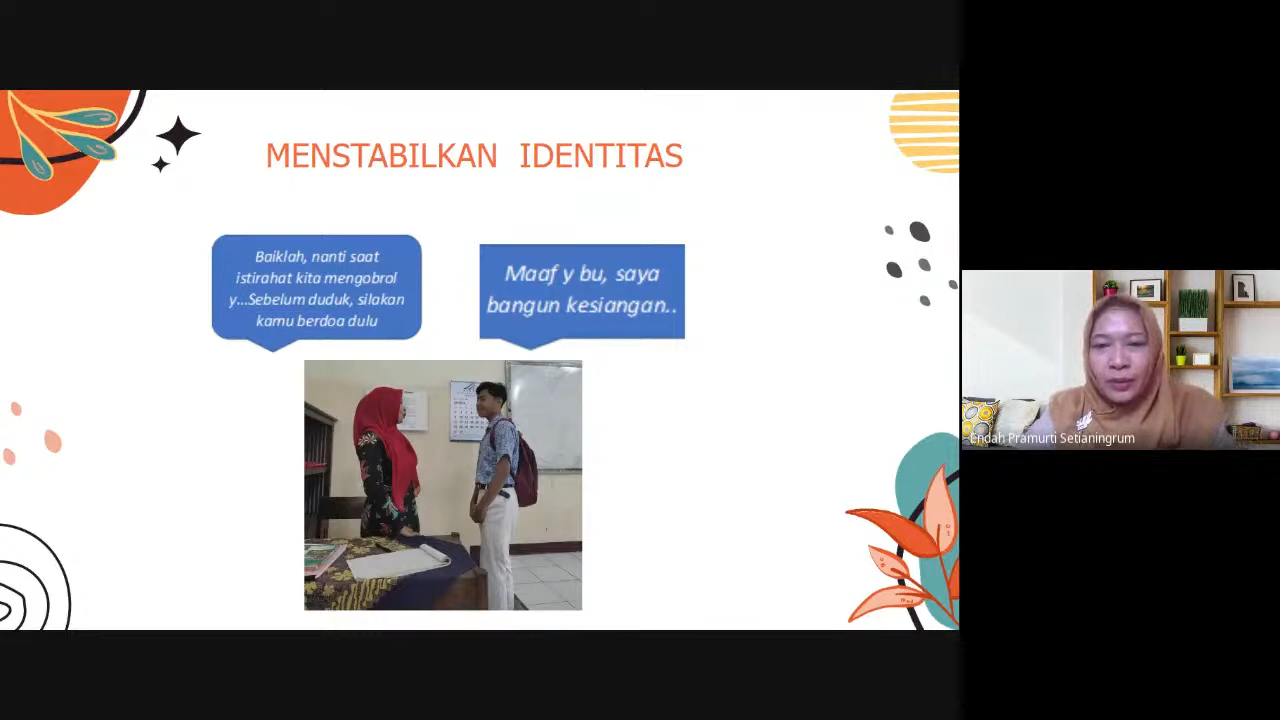 MENSTABILKAN IDENTITAS
Baiklah, nanti saat
istirahat kita mengobrol
y...Sebelum duduk, silakan
kamu berdoa dulu
Maaf y bu, saya
bangun kesiangan..
Endah Pramurti Setianingrum